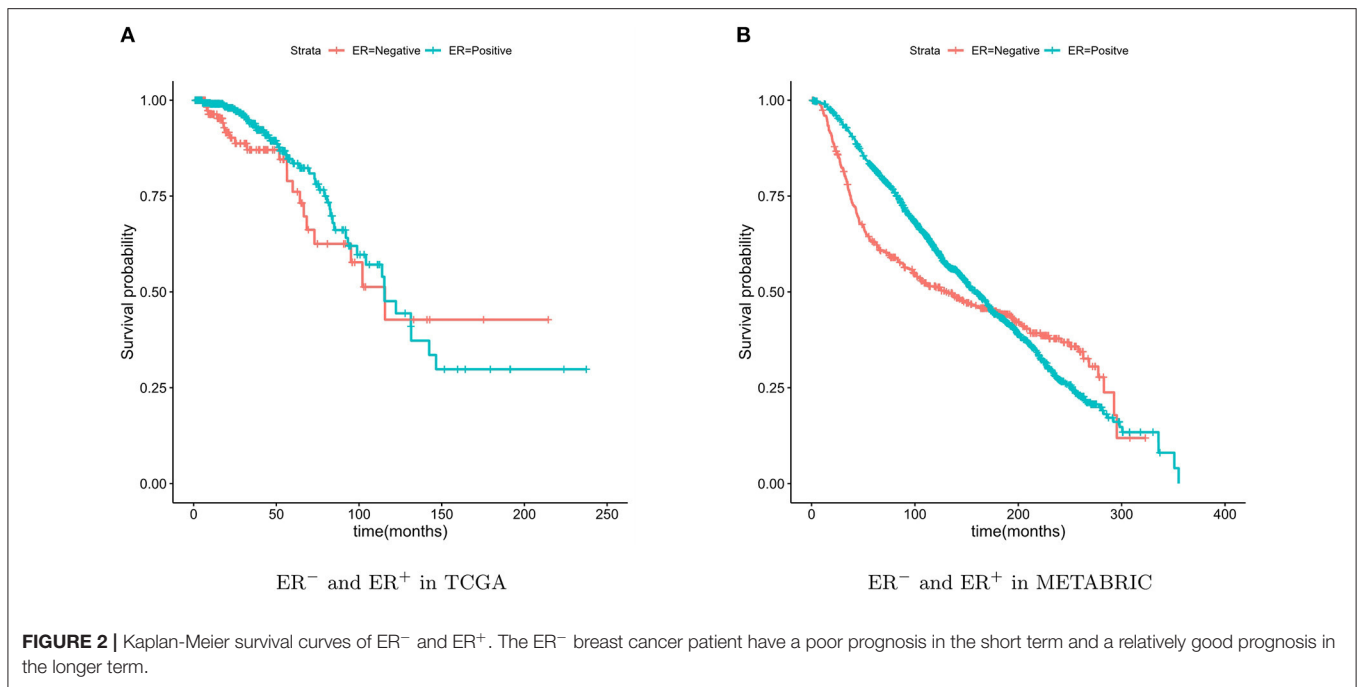 A
Strata ER=Negative ER=Positive
1.00
0.75
0.50
0.25
0.00
Survival probability
0 50 100 150 200 250
time(months)
ER− and ER+ in TCGA
B
Strata ER=Negative ER=Positve
1.00
0.75
0.50
0.25
0.00
Survival probability
0 100 200 300 400
time(months)
ER− and ER+ in METABRIC
FIGURE 2 | Kaplan-Meier survival curves of ER− and ER+. The ER− breast cancer patient have a poor prognosis in the short term and a relatively good prognosis in
the longer term.